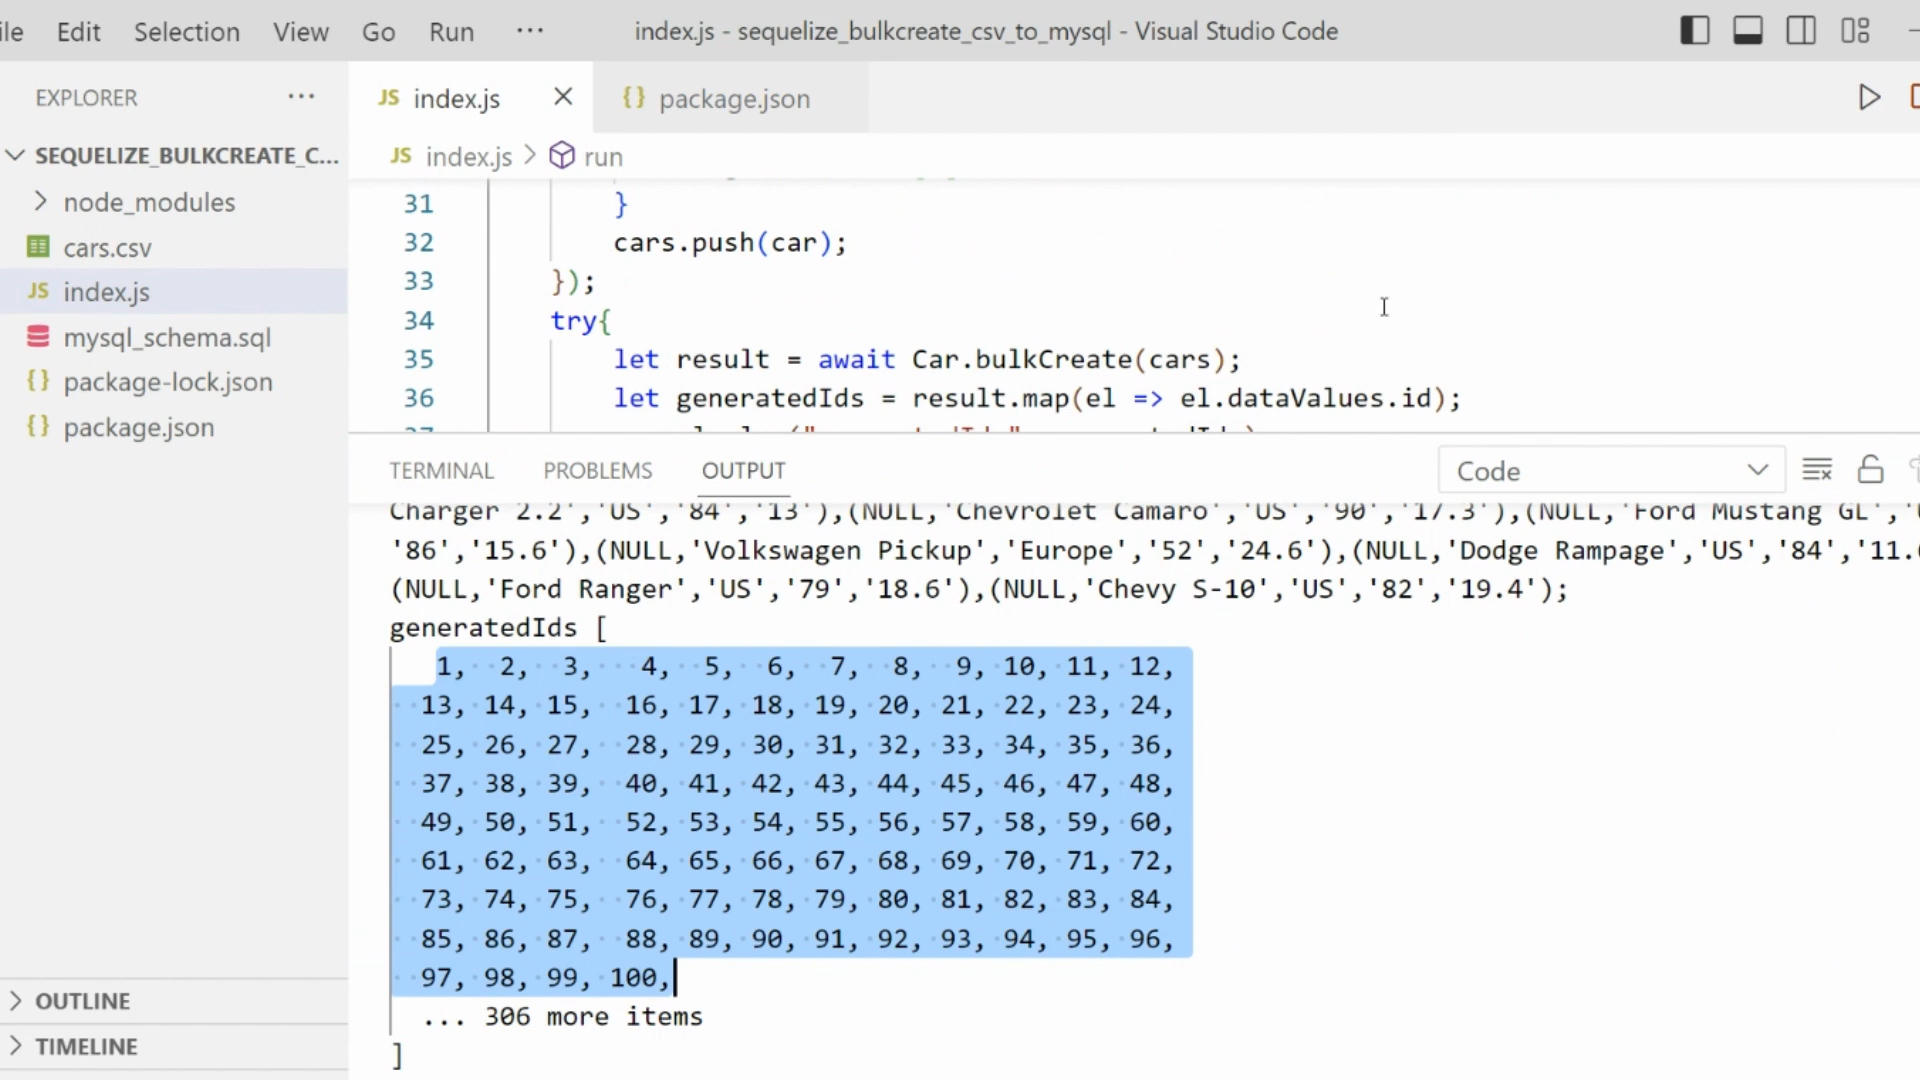 ile Edit Selection View Go Run ··· index.js - sequelize_bulkcreate_csv_to_mysql - Visual Studio Code
EXPLORER ···
JS index.js
{} package.json
SEQUELIZE_BULKCREATE_C...
JS index.js > run
node_modules
cars.csv
JS index.js
mysql_schema.sql
{} package-lock.json
{} package.json
31 }
32 cars.push(car);
33 });
34 try{
35 let result = await Car.bulkCreate(cars);
36 let generatedIds = result.map(el => el.dataValues.id);
TERMINAL PROBLEMS OUTPUT Code
Charger 2.2','US','84','13'),(NULL,'Chevrolet Camaro','US','90','17.3'),(NULL,'Ford Mustang GL','
'86','15.6'),(NULL,'Volkswagen Pickup','Europe','52','24.6'),(NULL,'Dodge Rampage','US','84','11.
(NULL,'Ford Ranger','US','79','18.6'),(NULL,'Chevy S-10','US','82','19.4');
generatedIds [
1, 2, 3, 4, 5, 6, 7, 8, 9, 10, 11, 12,
13, 14, 15, 16, 17, 18, 19, 20, 21, 22, 23, 24,
25, 26, 27, 28, 29, 30, 31, 32, 33, 34, 35, 36,
37, 38, 39, 40, 41, 42, 43, 44, 45, 46, 47, 48,
49, 50, 51, 52, 53, 54, 55, 56, 57, 58, 59, 60,
61, 62, 63, 64, 65, 66, 67, 68, 69, 70, 71, 72,
73, 74, 75, 76, 77, 78, 79, 80, 81, 82, 83, 84,
85, 86, 87, 88, 89, 90, 91, 92, 93, 94, 95, 96,
97, 98, 99, 100,
... 306 more items
]
OUTLINE
TIMELINE